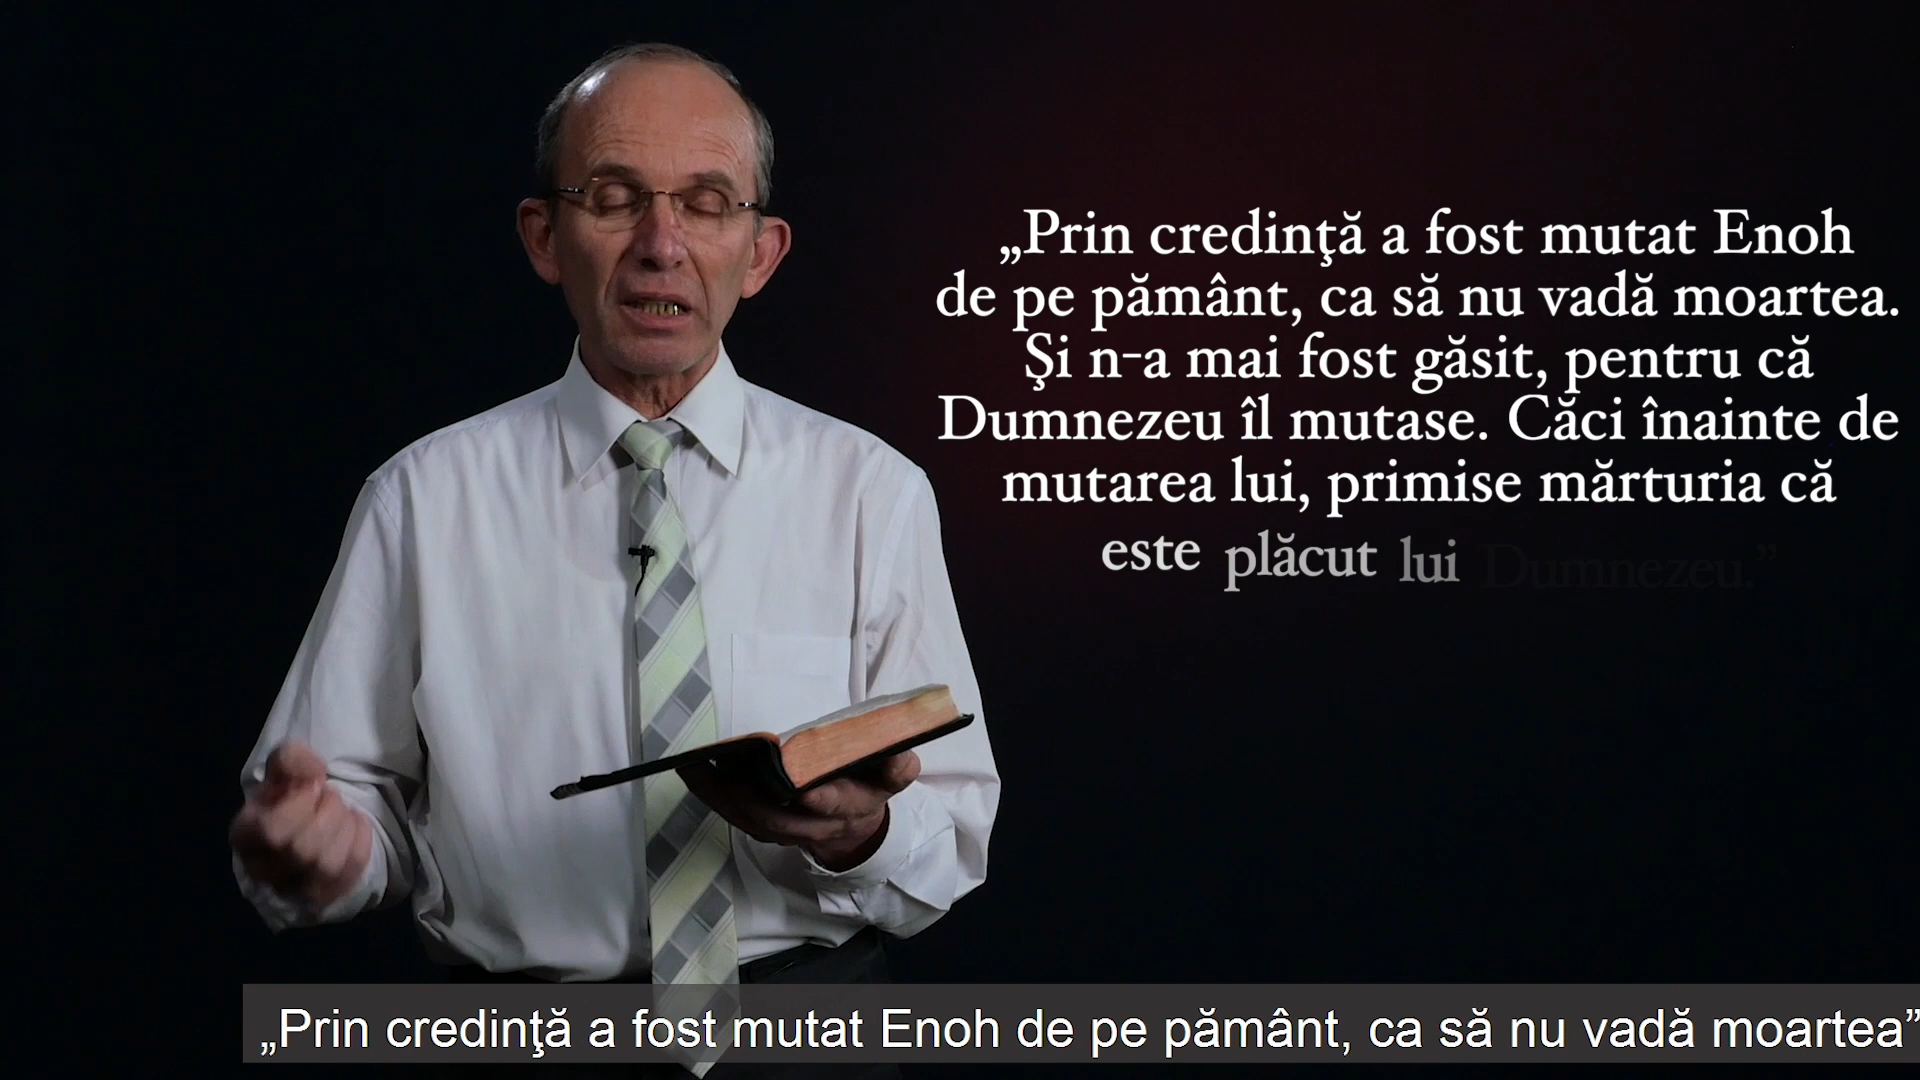 „Prin credinţă a fost mutat Enoh
de pe pământ, ca să nu vadă moartea.
Şi n-a mai fost găsit, pentru că
Dumnezeu îl mutase. Căci înainte de
mutarea lui, primise mărturia că
este plăcut lui Dumnezeu.”
„Prin credinţă a fost mutat Enoh de pe pământ, ca să nu vadă moartea”